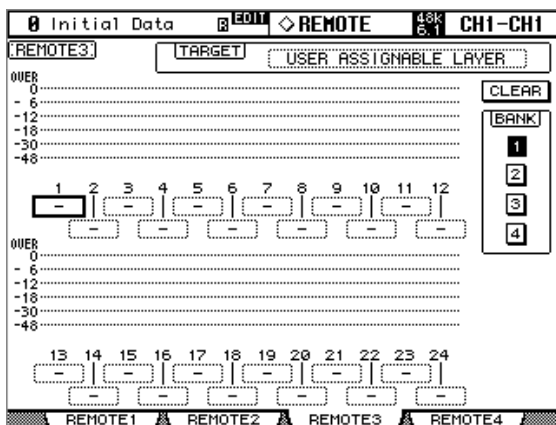 0 Initial Data R EDIT ◇REMOTE 48k 6.1 CH1-CH1
REMOTE3 TARGET USER ASSIGNABLE LAYER
OVER
0
- 6
-12
-18
-30
-48
CLEAR
BANK
1
2
3
4
1 2 3 4 5 6 7 8 9 10 11 12
- - - - - - - - - - - -
OVER
0
- 6
-12
-18
-30
-48
13 14 15 16 17 18 19 20 21 22 23 24
- - - - - - - - - - - -
REMOTE1 REMOTE2 REMOTE3 REMOTE4